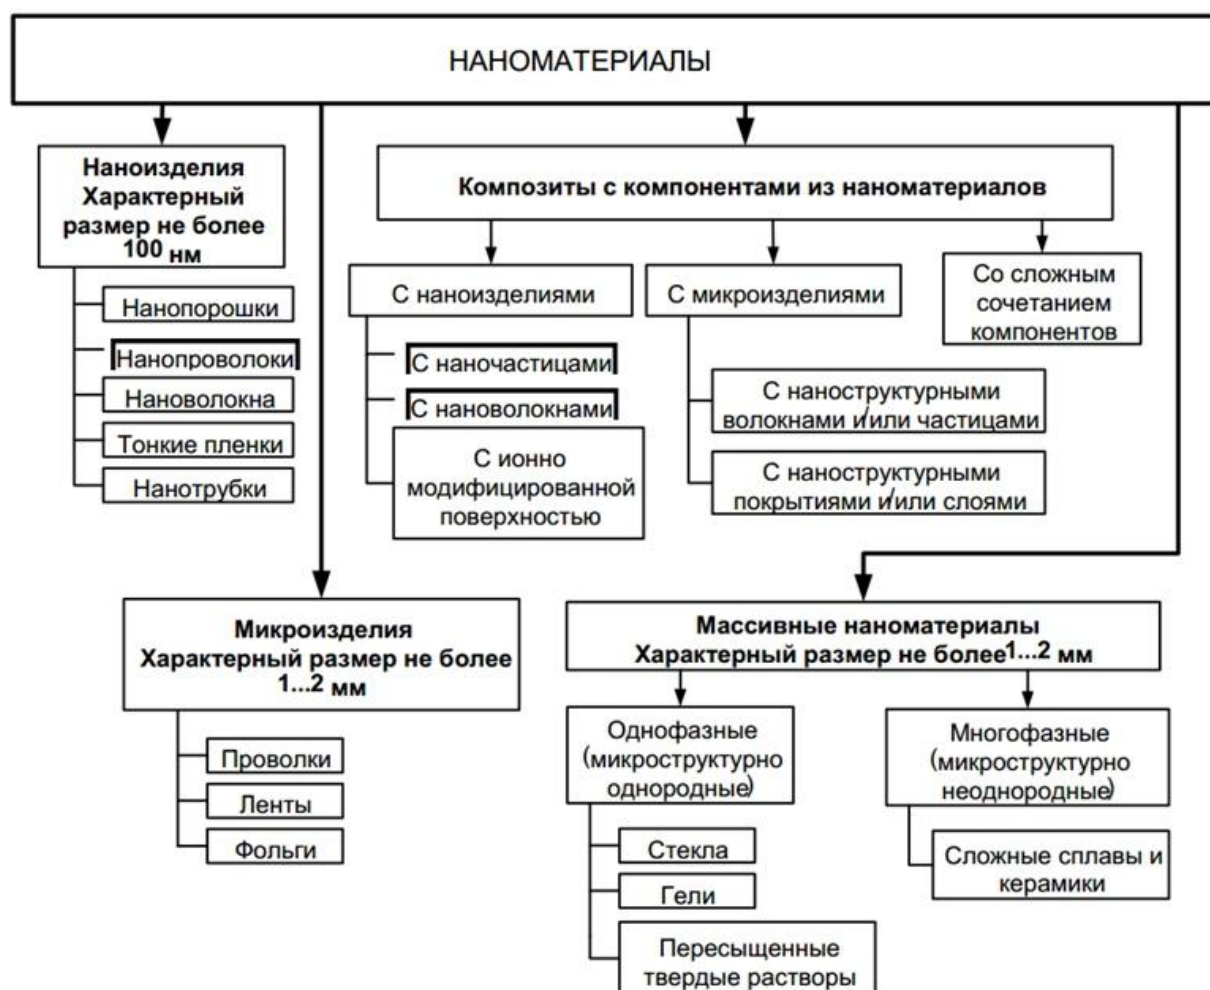 НАНОМАТЕРИАЛЫ
Наноизделия
Характерный
размер не более
100 нм
Нанопорошки
Нанопроволоки
Нановолокна
Тонкие пленки
Нанотрубки
Композиты с компонентами из наноматериалов
С наноизделиями
С наночастицами
С нановолокнами
С ионно
модифицированной
поверхностью
С микроизделиями
С наноструктурными
волокнами и/или частицами
С наноструктурными
покрытиями и/или слоями
Со сложным
сочетанием
компонентов
Микроизделия
Характерный размер не более
1...2 мм
Проволки
Ленты
Фольги
Массивные наноматериалы
Характерный размер не более 1...2 мм
Однофазные
(микроструктурно
однородные)
Стекла
Гели
Пересыщенные
твердые растворы
Многофазные
(микроструктурно
неоднородные)
Сложные сплавы и
керамики